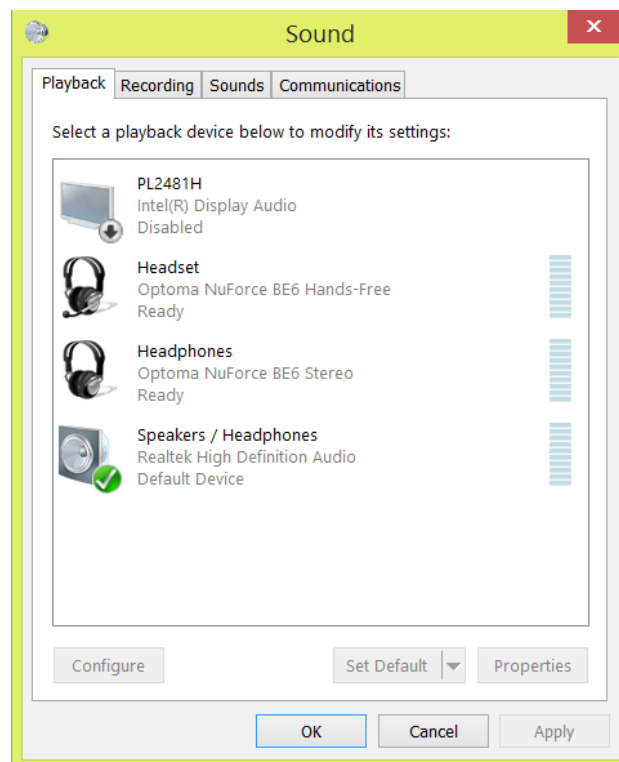 Sound
Playback Recording Sounds Communications
Select a playback device below to modify its settings:
PL2481H
Intel(R) Display Audio
Disabled
Headset
Optoma NuForce BE6 Hands-Free
Ready
Headphones
Optoma NuForce BE6 Stereo
Ready
Speakers / Headphones
Realtek High Definition Audio
Default Device
Configure Set Default Properties
OK Cancel Apply